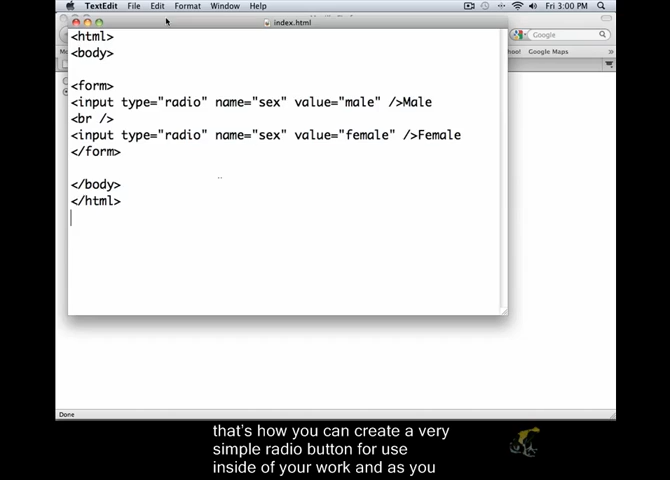 TextEdit File Edit Format Window Help Fri 3:00 PM
index.html
Google
Google Maps
<html>
<body>
<form>
<input type="radio" name="sex" value="male" />Male
<br />
<input type="radio" name="sex" value="female" />Female
</form>
</body>
</html>
Done
that's how you can create a very
simple radio button for use
inside of your work and as you